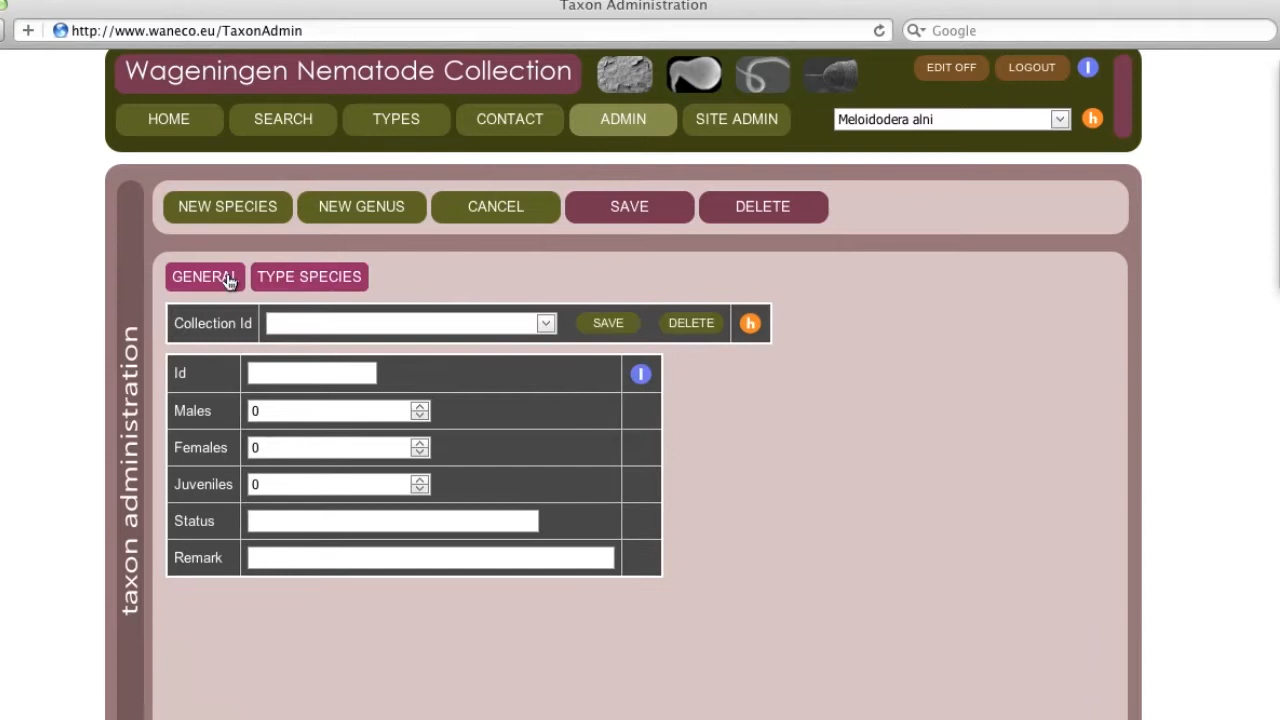 Taxon Administration
http://www.waneco.eu/TaxonAdmin
Google
Wageningen Nematode Collection
EDIT OFF
LOGOUT
I
HOME
SEARCH
TYPES
CONTACT
ADMIN
SITE ADMIN
Meloidodera alni
h
NEW SPECIES
NEW GENUS
CANCEL
SAVE
DELETE
taxon administration
GENERAL
TYPE SPECIES
Collection Id
SAVE
DELETE
h
Id
I
Males
0
Females
0
Juveniles
0
Status
Remark